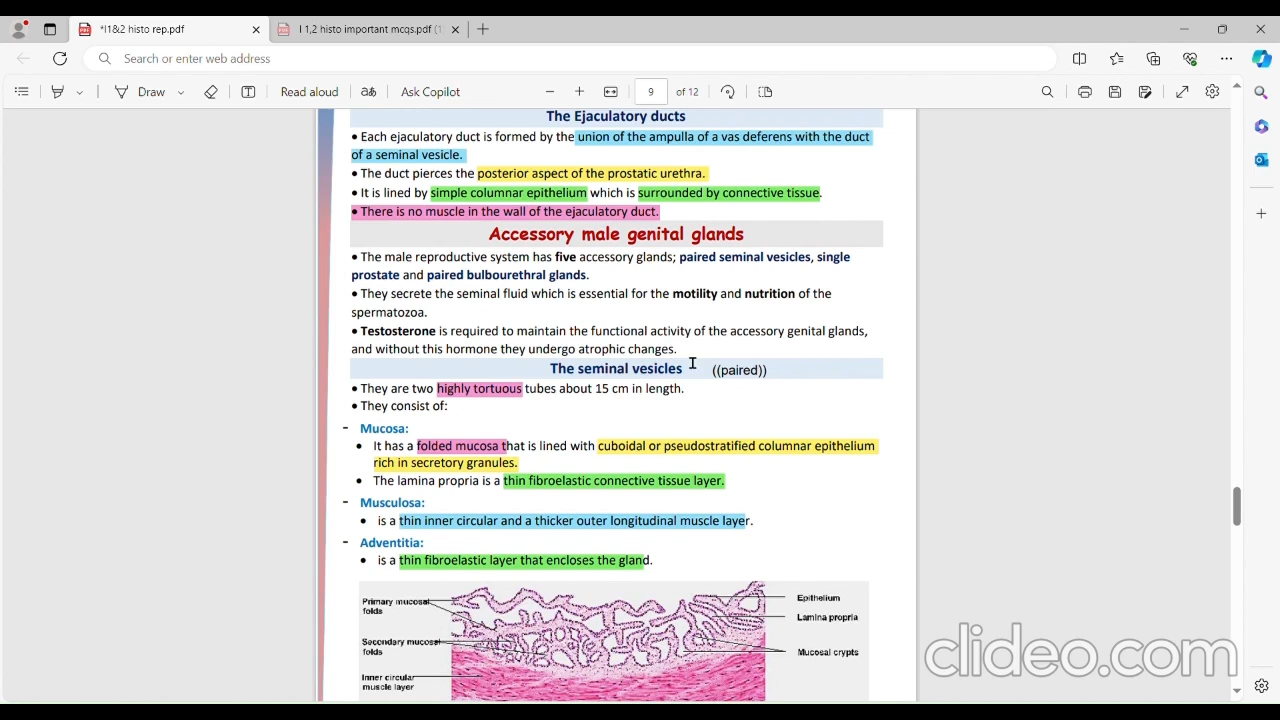 *I1&2 histo rep.pdf
I 1,2 histo important mcqs.pdf (1
Search or enter web address
Draw
Read aloud
Ask Copilot
9
of 12
The Ejaculatory ducts
• Each ejaculatory duct is formed by the union of the ampulla of a vas deferens with the duct
of a seminal vesicle.
• The duct pierces the posterior aspect of the prostatic urethra.
• It is lined by simple columnar epithelium which is surrounded by connective tissue.
• There is no muscle in the wall of the ejaculatory duct.
Accessory male genital glands
• The male reproductive system has five accessory glands; paired seminal vesicles, single
prostate and paired bulbourethral glands.
• They secrete the seminal fluid which is essential for the motility and nutrition of the
spermatozoa.
• Testosterone is required to maintain the functional activity of the accessory genital glands,
and without this hormone they undergo atrophic changes.
The seminal vesicles ((paired))
• They are two highly tortuous tubes about 15 cm in length.
• They consist of:
- Mucosa:
• It has a folded mucosa that is lined with cuboidal or pseudostratified columnar epithelium
rich in secretory granules.
• The lamina propria is a thin fibroelastic connective tissue layer.
- Musculosa:
• is a thin inner circular and a thicker outer longitudinal muscle layer.
- Adventitia:
• is a thin fibroelastic layer that encloses the gland.
Primary mucosal
folds
Epithelium
Lamina propria
Secondary mucosal
folds
Mucosal crypts
Inner circular
muscle layer
clideo.com